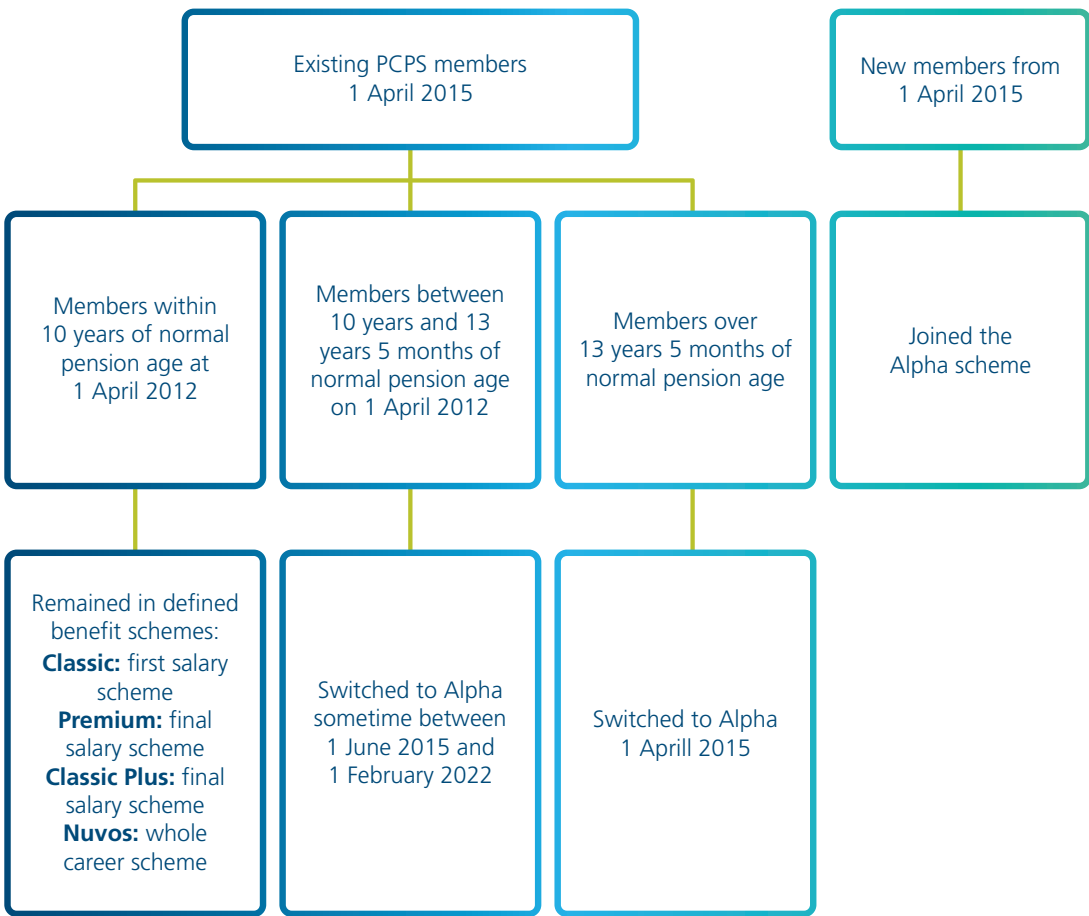 Existing PCPS members
1 April 2015
New members from
1 April 2015
Members within
10 years of normal
pension age at
1 April 2012
Members between
10 years and 13
years 5 months of
normal pension age
on 1 April 2012
Members over
13 years 5 months of
normal pension age
Joined the
Alpha scheme
Remained in defined
benefit schemes:
Classic: first salary
scheme
Premium: final
salary scheme
Classic Plus: final
salary scheme
Nuvos: whole
career scheme
Switched to Alpha
sometime between
1 June 2015 and
1 February 2022
Switched to Alpha
1 Aprill 2015